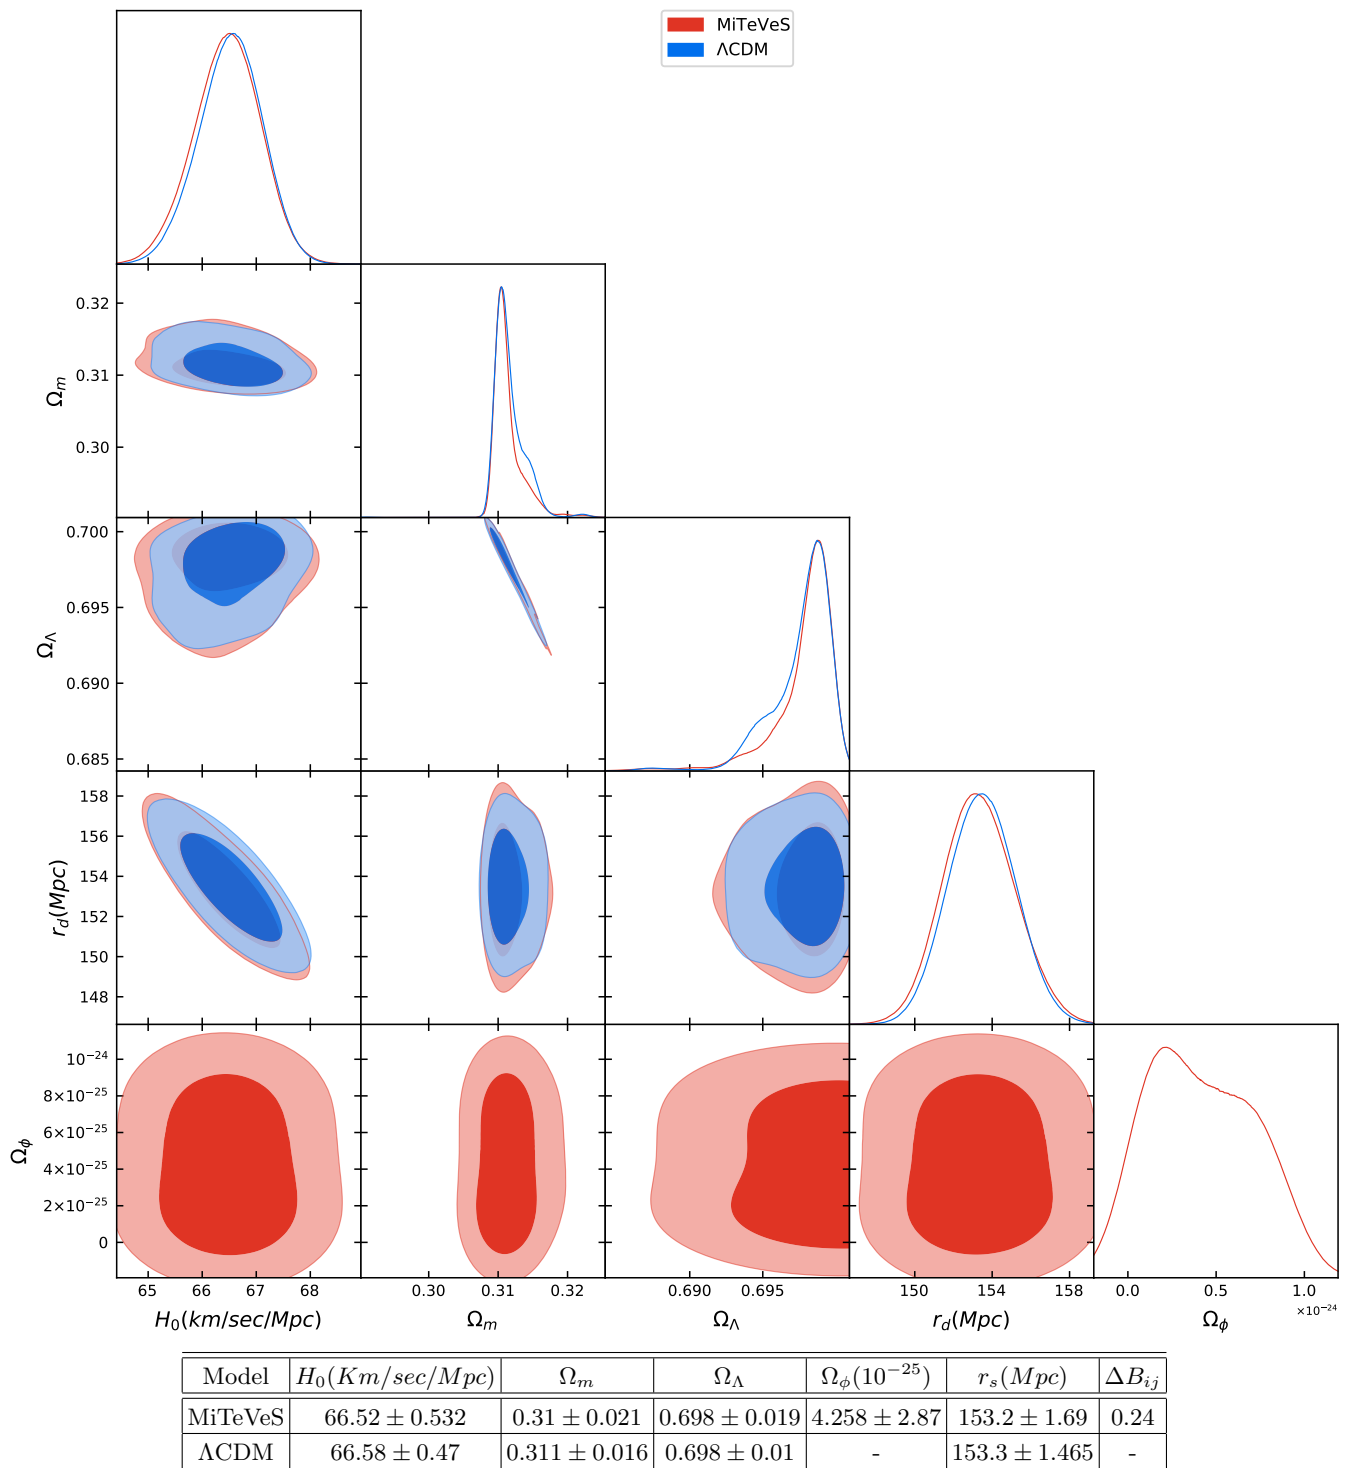 MiTeVeS
ΛCDM
0.32
0.31
0.30
Ω_m
0.700
0.695
0.690
0.685
Ω_Λ
158
156
154
152
150
148
r_d(Mpc)
10⁻²⁴
8×10⁻²⁵
6×10⁻²⁵
4×10⁻²⁵
2×10⁻²⁵
0
Ω_ϕ
65 66 67 68 0.30 0.31 0.32 0.690 0.695 150 154 158 0.0 0.5 1.0
×10⁻²⁴
H₀(km/sec/Mpc) Ω_m Ω_Λ r_d(Mpc) Ω_ϕ
Model H₀(Km/sec/Mpc) Ω_m Ω_Λ Ω_ϕ(10⁻²⁵) r_s(Mpc) ΔB_ij
MiTeVeS 66.52 ± 0.532 0.31 ± 0.021 0.698 ± 0.019 4.258 ± 2.87 153.2 ± 1.69 0.24
ΛCDM 66.58 ± 0.47 0.311 ± 0.016 0.698 ± 0.01 - 153.3 ± 1.465 -